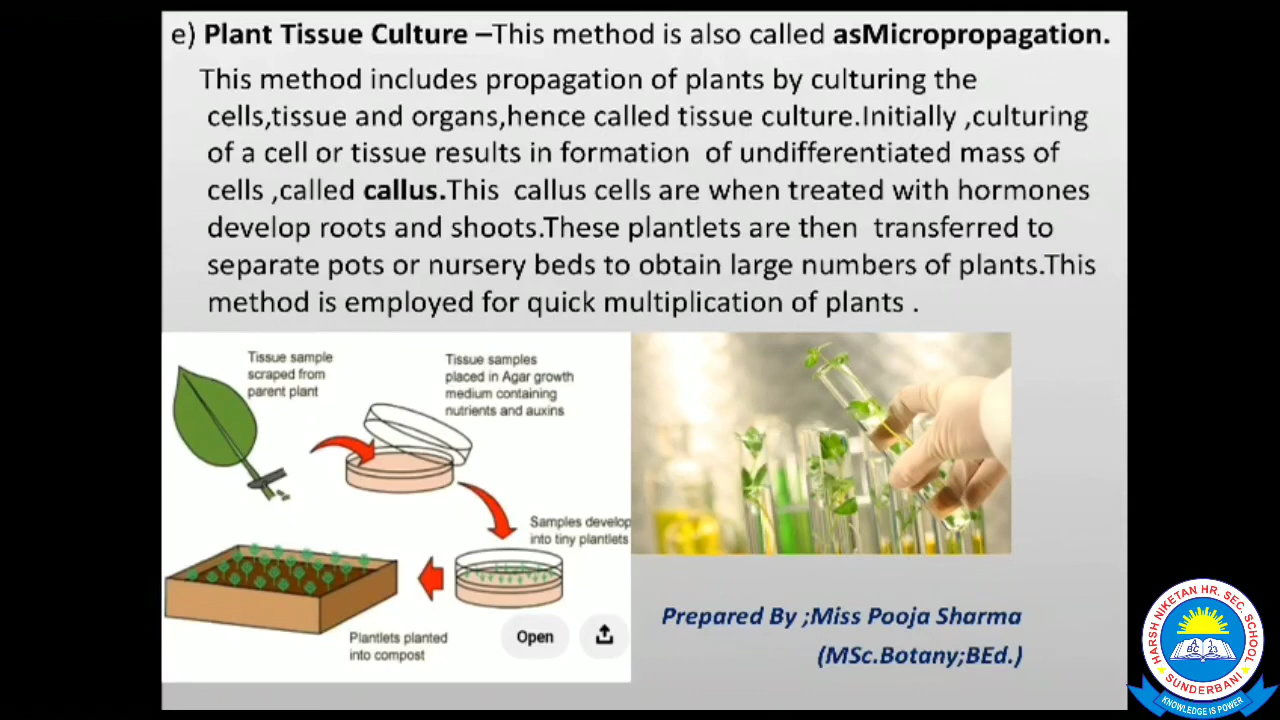 e) Plant Tissue Culture –This method is also called asMicropropagation.
This method includes propagation of plants by culturing the
cells,tissue and organs,hence called tissue culture.Initially ,culturing
of a cell or tissue results in formation of undifferentiated mass of
cells ,called callus.This callus cells are when treated with hormones
develop roots and shoots.These plantlets are then transferred to
separate pots or nursery beds to obtain large numbers of plants.This
method is employed for quick multiplication of plants .
Tissue sample
scraped from
parent plant
Tissue samples
placed in Agar growth
medium containing
nutrients and auxins
Samples develop
into tiny plantlets
Plantlets planted
into compost
Open
Prepared By ;Miss Pooja Sharma
(MSc.Botany;BEd.)
HARSH NIKETAN HR. SEC. SCHOOL
SUNDERBANI
KNOWLEDGE IS POWER